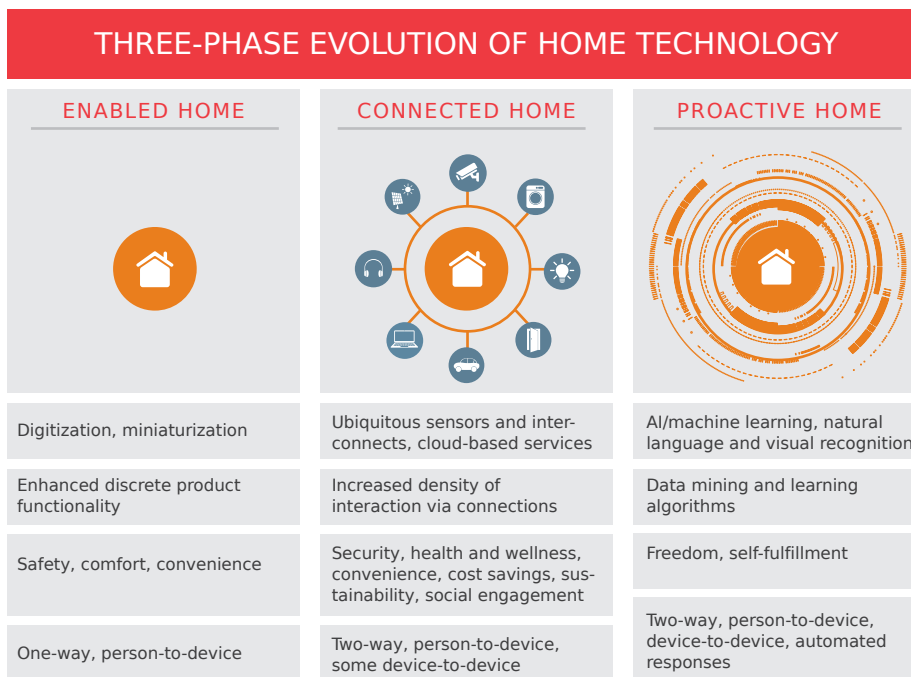 THREE-PHASE EVOLUTION OF HOME TECHNOLOGY
ENABLED HOME
CONNECTED HOME
PROACTIVE HOME
Digitization, miniaturization
Ubiquitous sensors and inter-
connects, cloud-based services
AI/machine learning, natural
language and visual recognition
Enhanced discrete product
functionality
Increased density of
interaction via connections
Data mining and learning
algorithms
Safety, comfort, convenience
Security, health and wellness,
convenience, cost savings, sus-
tainability, social engagement
Freedom, self-fulfillment
One-way, person-to-device
Two-way, person-to-device,
some device-to-device
Two-way, person-to-device,
device-to-device, automated
responses